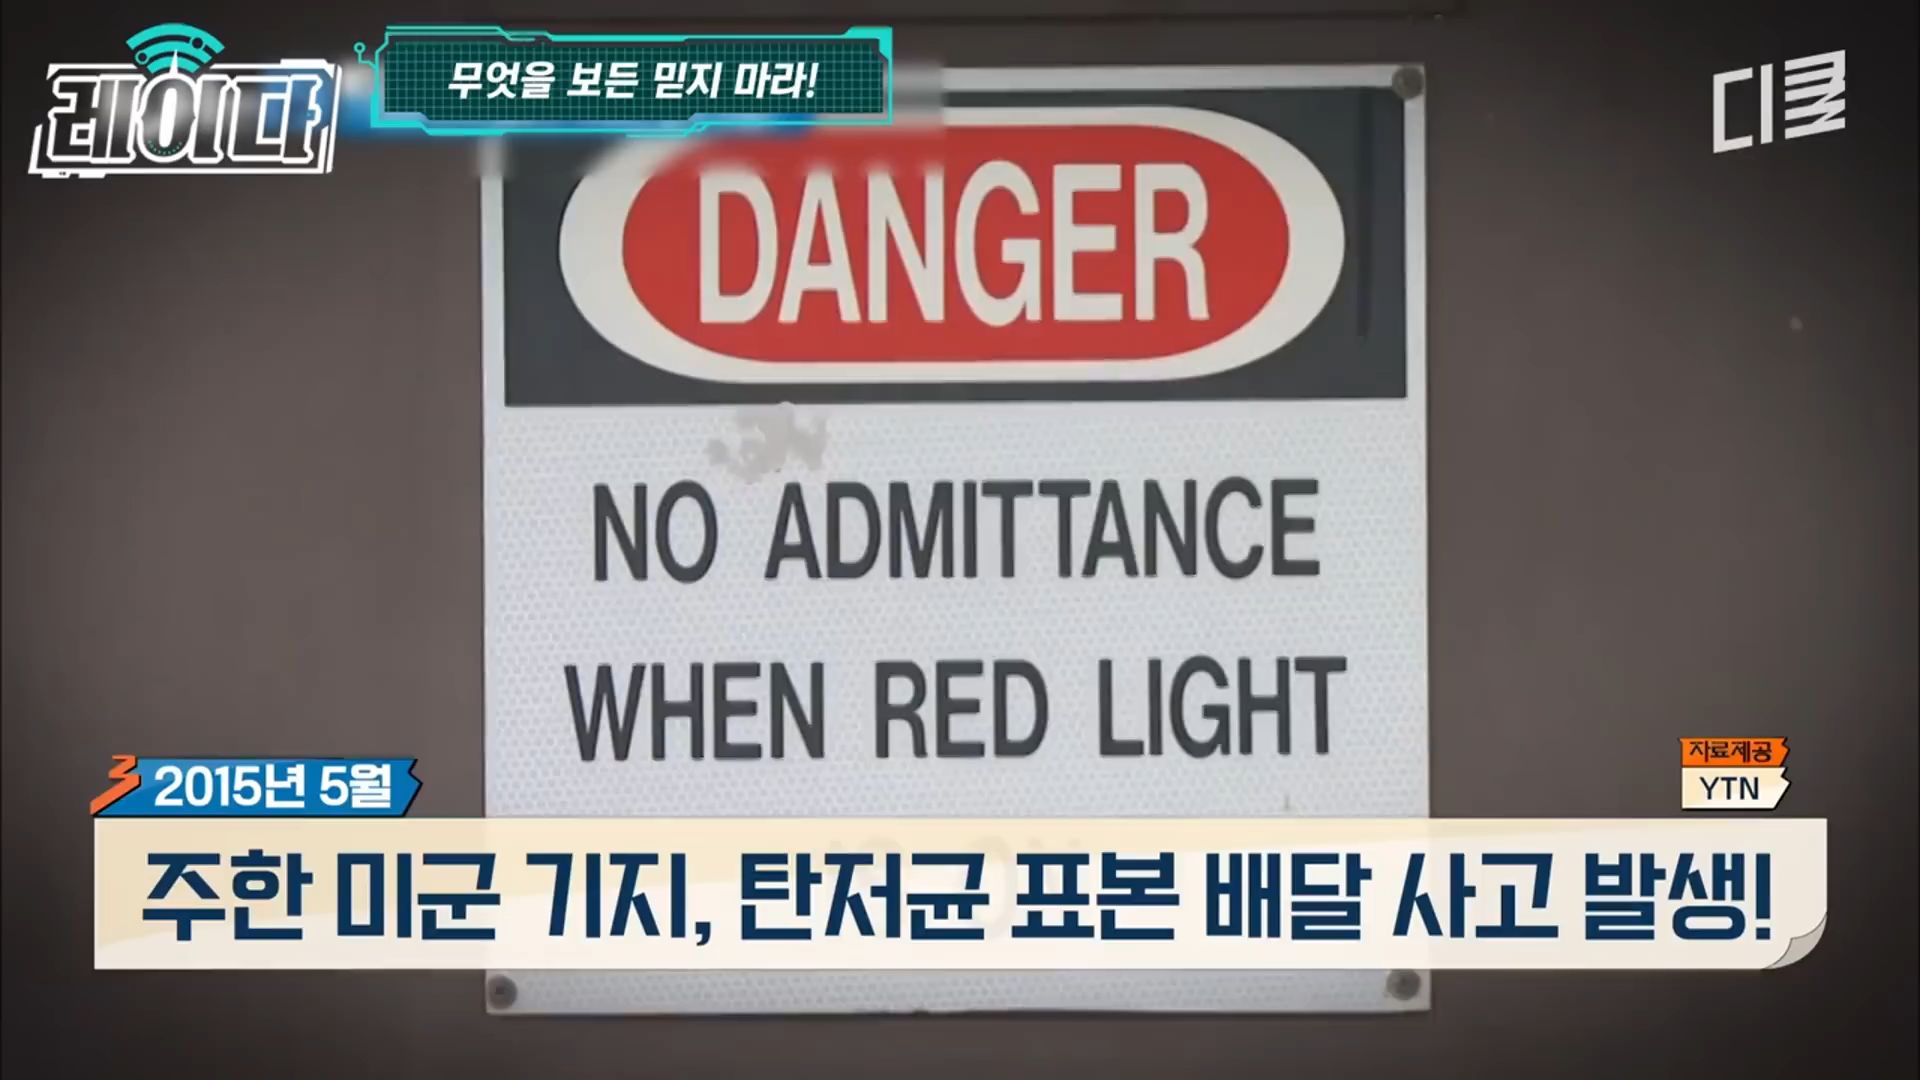 레이다
무엇을 보든 믿지 마라!
디클
DANGER
NO ADMITTANCE
WHEN RED LIGHT
2015년 5월
자료제공
YTN
주한 미군 기지, 탄저균 표본 배달 사고 발생!